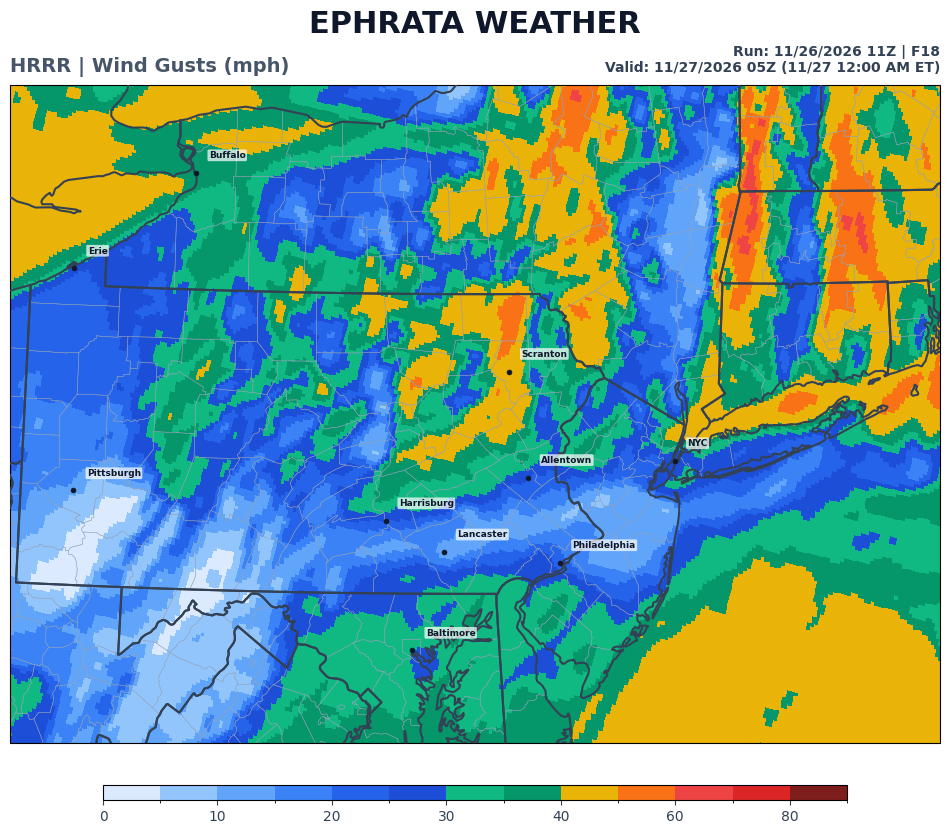 EPHRATA WEATHER
HRRR | Wind Gusts (mph)
Run: 11/26/2026 11Z | F18
Valid: 11/27/2026 05Z (11/27 12:00 AM ET)
Buffalo
Erie
Scranton
NYC
Allentown
Pittsburgh
Harrisburg
Lancaster
Philadelphia
Baltimore
0 10 20 30 40 60 80